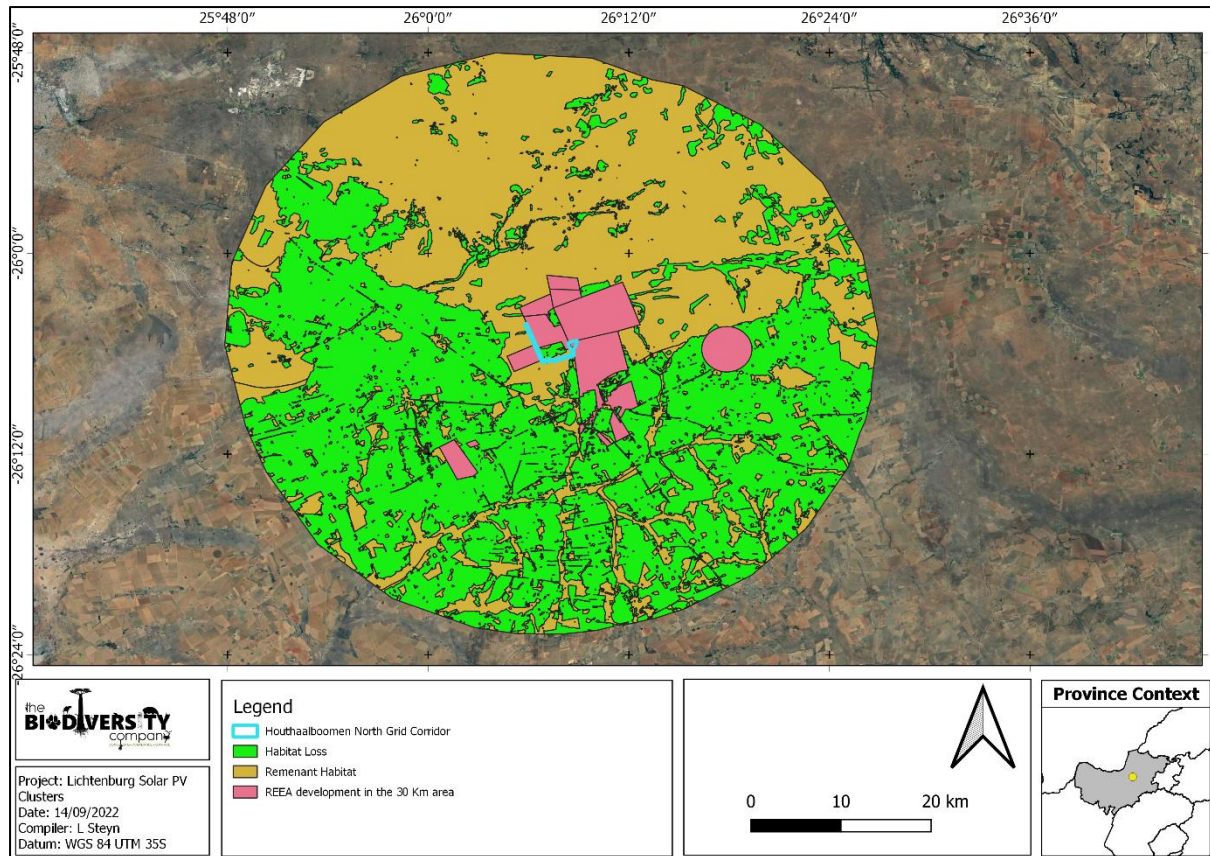 25°48'0" 26°0'0" 26°12'0" 26°24'0" 26°36'0"
-25°48'0"
-26°0'0"
-26°12'0"
-26°24'0"
the
BIODIVERSITY
company
Project: Lichtenburg Solar PV
Clusters
Date: 14/09/2022
Compiler: L Steyn
Datum: WGS 84 UTM 35S
Legend
Houthaalboomen North Grid Corridor
Habitat Loss
Remenant Habitat
REEA development in the 30 Km area
0 10 20 km
Province Context